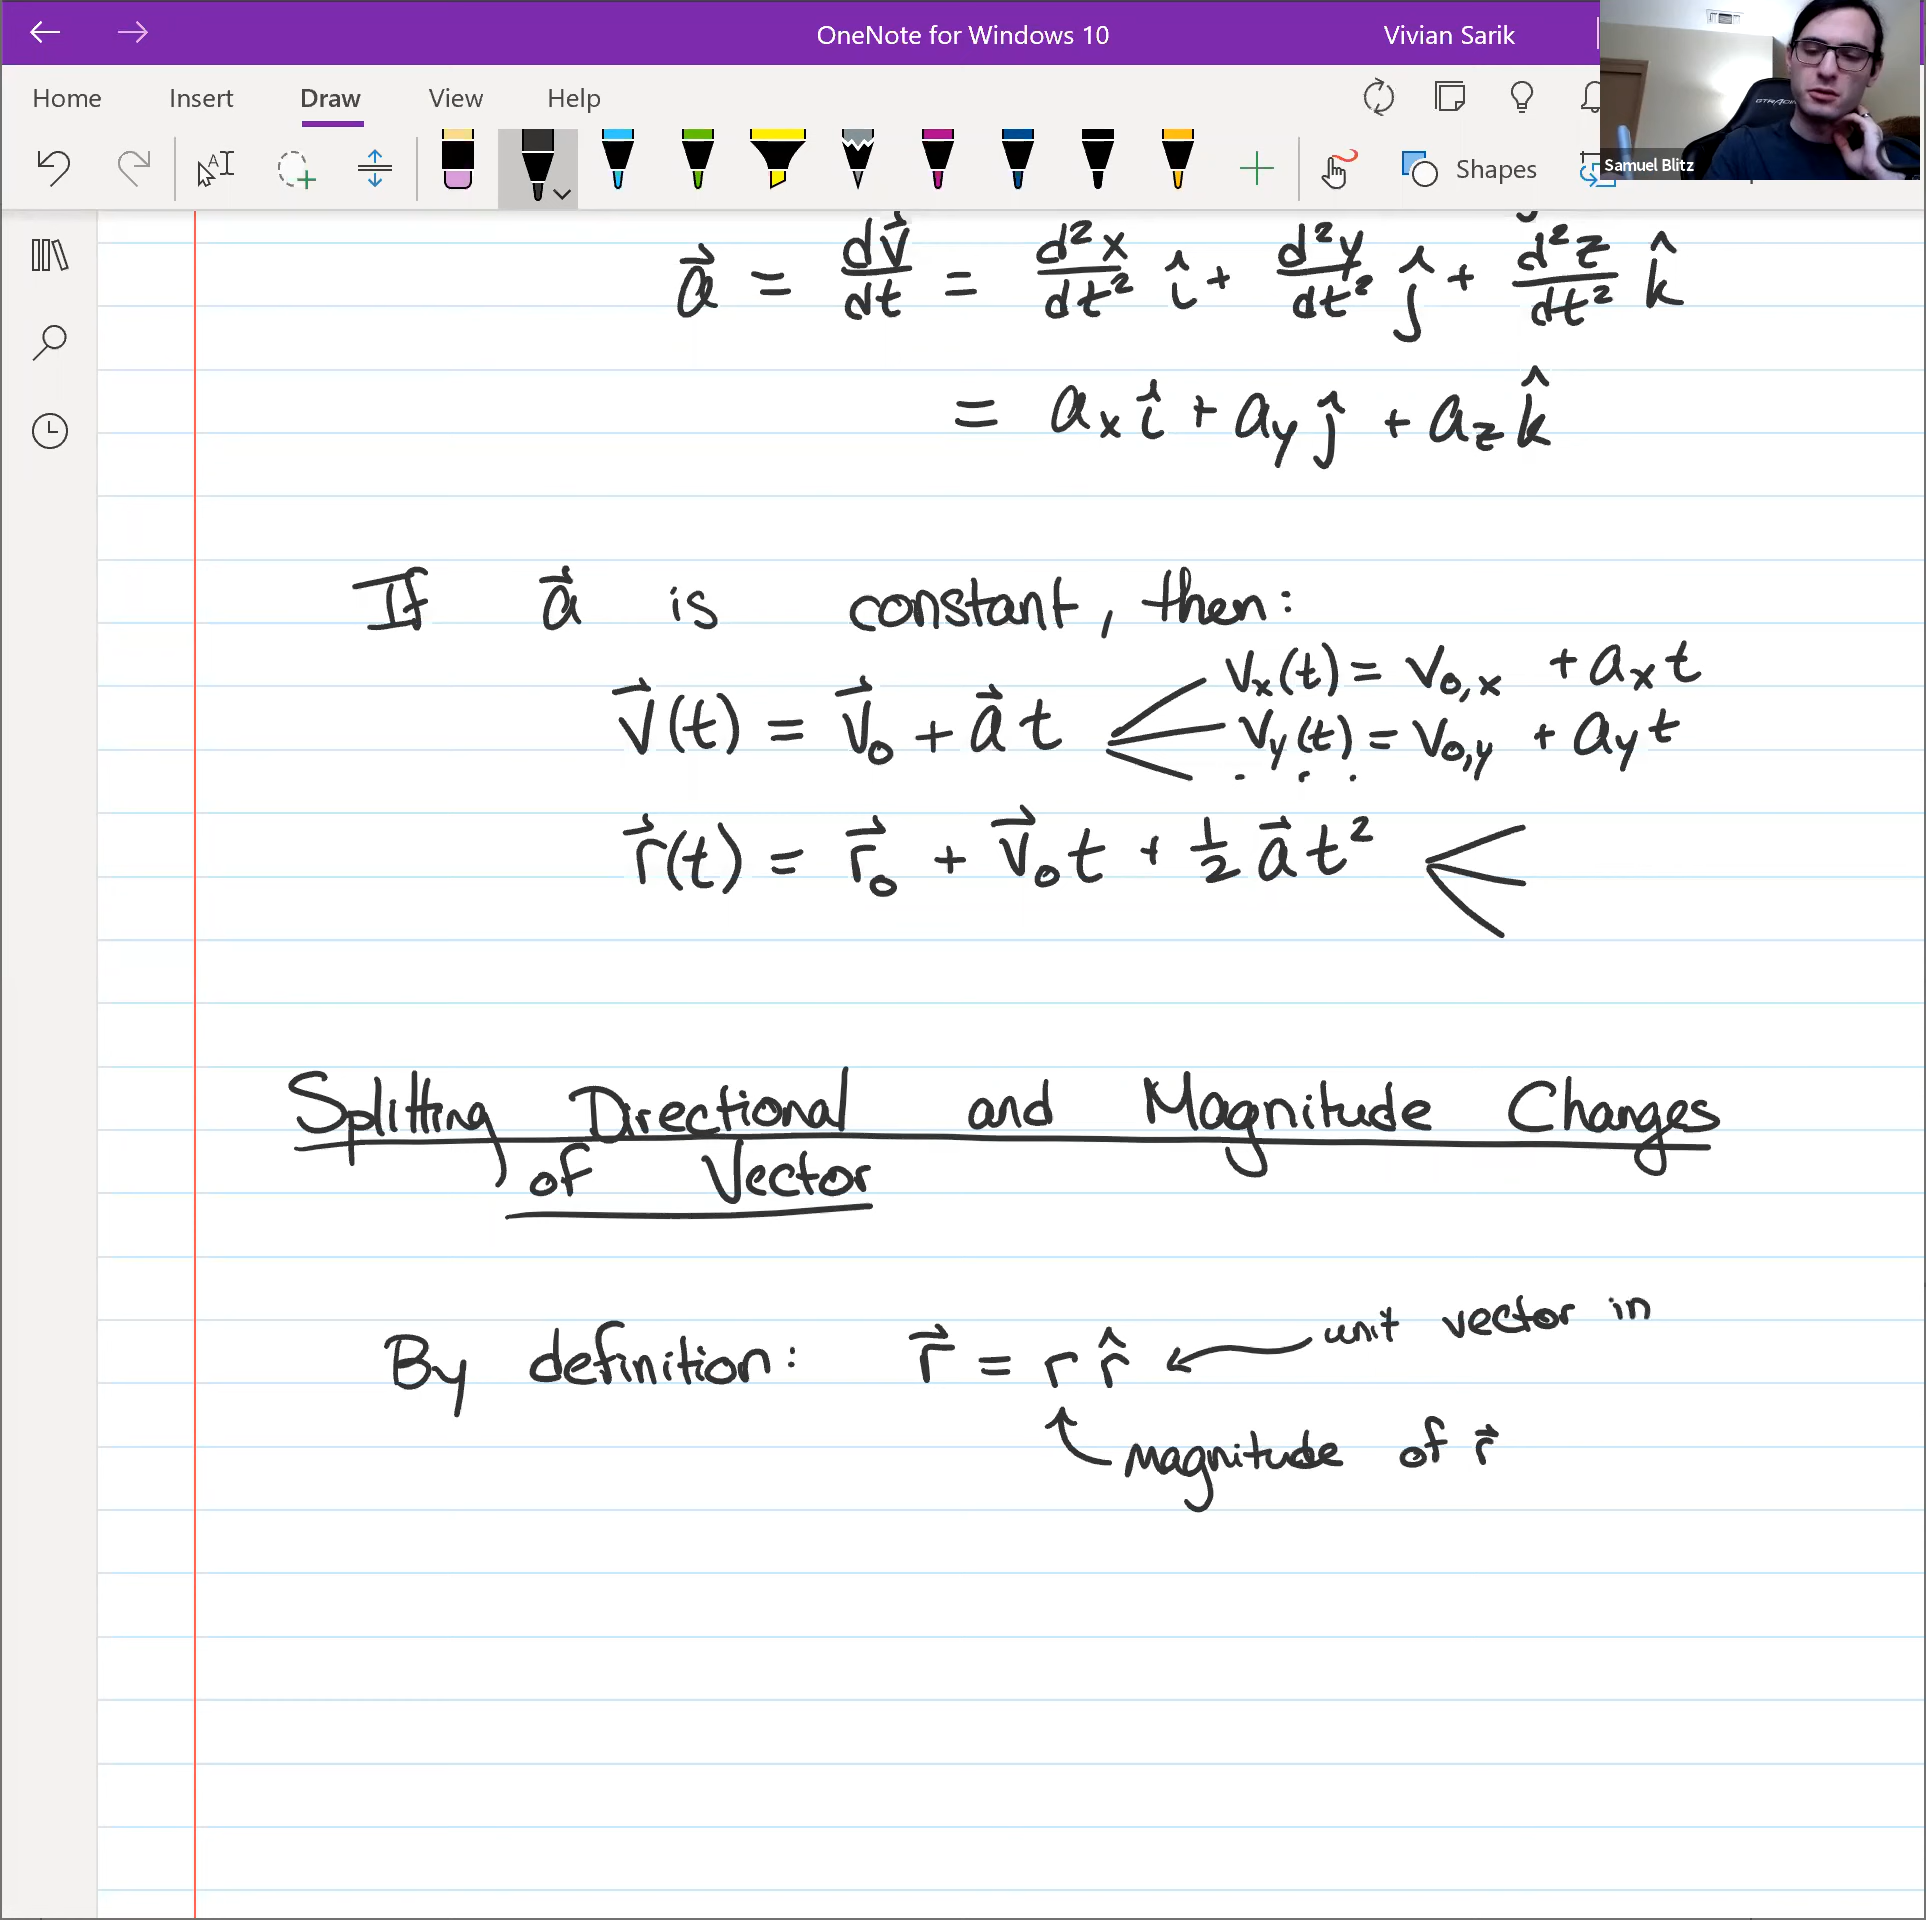 OneNote for Windows 10
Vivian Sarik
Home Insert Draw View Help
Shapes
Samuel Blitz
a⃗ = dv⃗/dt = d²x/dt² î + d²y/dt² ĵ + d²z/dt² k̂
= aₓ î + a_y ĵ + a_z k̂
If a⃗ is constant, then:
vₓ(t) = v₀,ₓ + aₓt
v⃗(t) = v⃗₀ + a⃗t
v_y(t) = v₀,y + a_y t
. . .
r⃗(t) = r⃗₀ + v⃗₀t + ½ a⃗t²
Splitting Directional and Magnitude Changes
of Vector
By definition: r⃗ = r r̂ ← unit vector in
magnitude of r⃗